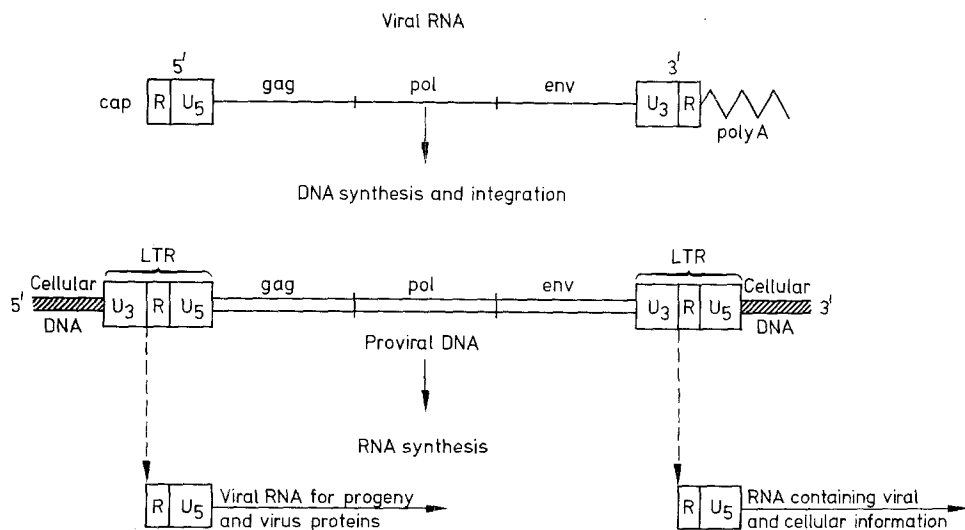 Viral RNA
5' 3'
cap R U5 gag pol env U3 R
polyA
DNA synthesis and integration
LTR LTR
Cellular gag pol env Cellular
5' U3 R U5 U3 R U5 3'
DNA DNA
Proviral DNA
RNA synthesis
R U5 Viral RNA for progeny
and virus proteins
R U5 RNA containing viral
and cellular information